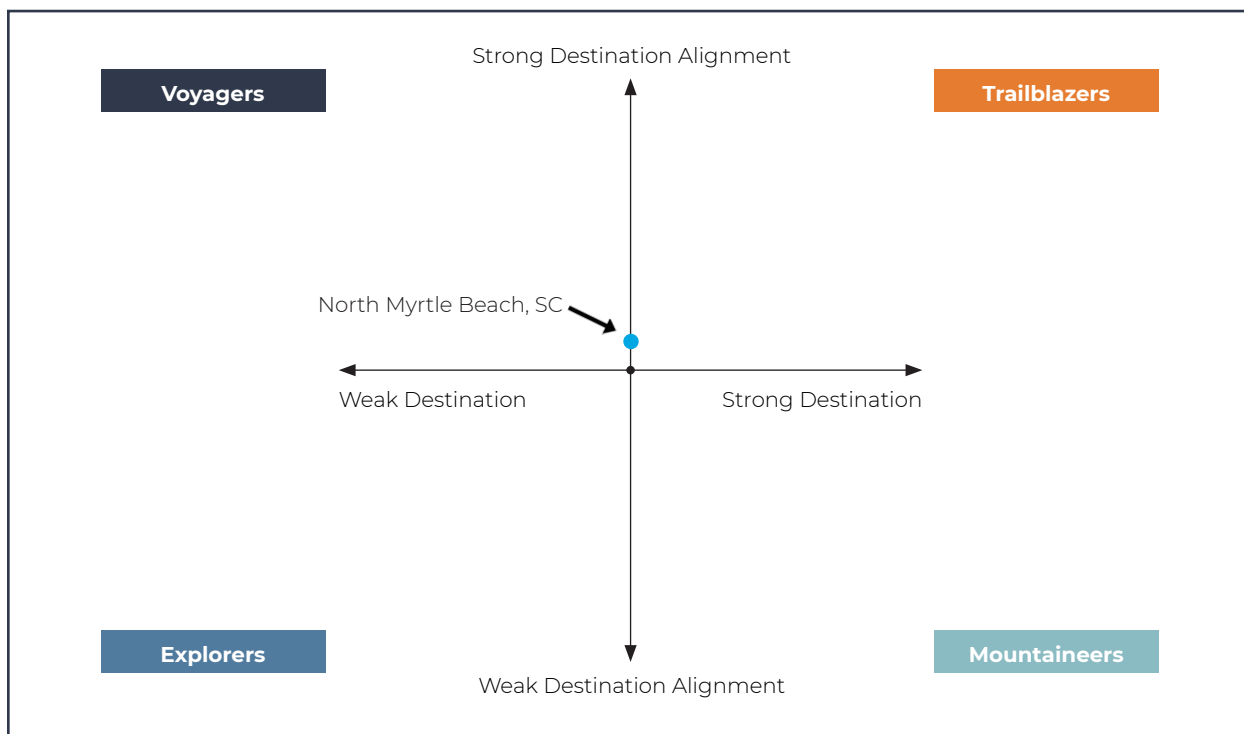 Strong Destination Alignment
Voyagers
Trailblazers
North Myrtle Beach, SC
Weak Destination
Strong Destination
Explorers
Mountaineers
Weak Destination Alignment